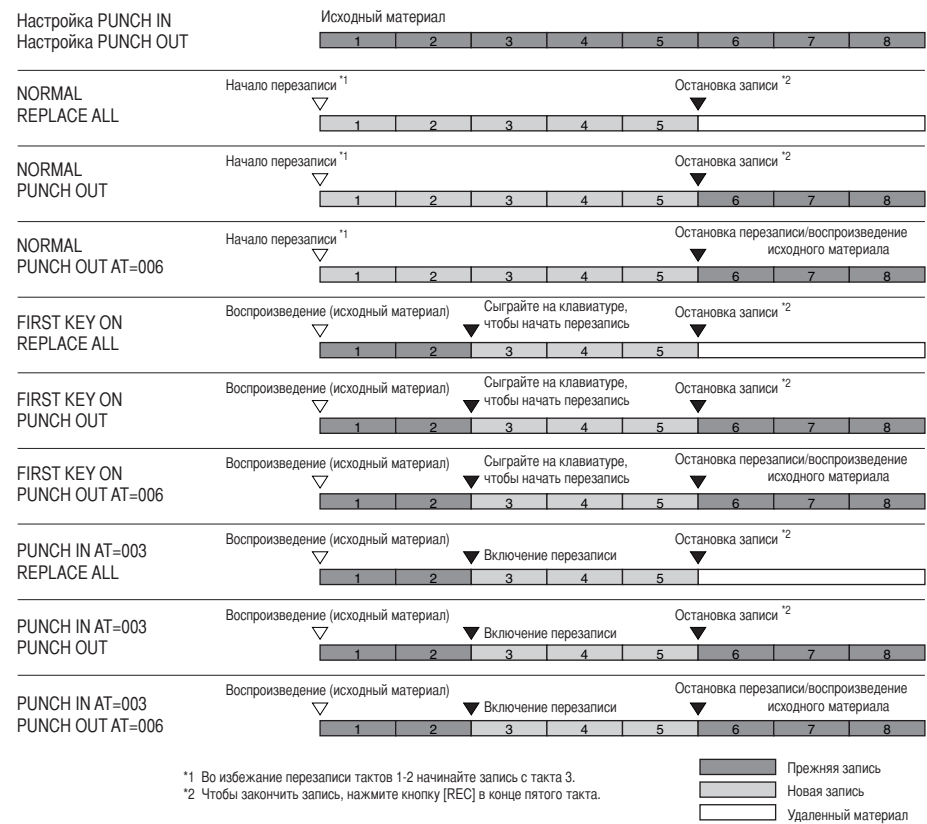 Настройка PUNCH IN
Настройка PUNCH OUT
Исходный материал
1 2 3 4 5 6 7 8
NORMAL
REPLACE ALL
Начало перезаписи *1
Остановка записи *2
1 2 3 4 5
NORMAL
PUNCH OUT
Начало перезаписи *1
Остановка записи *2
1 2 3 4 5 6 7 8
NORMAL
PUNCH OUT AT=006
Начало перезаписи *1
Остановка перезаписи/воспроизведение
исходного материала
1 2 3 4 5 6 7 8
FIRST KEY ON
REPLACE ALL
Воспроизведение (исходный материал)
Сыграйте на клавиатуре,
чтобы начать перезапись
Остановка записи *2
1 2 3 4 5
FIRST KEY ON
PUNCH OUT
Воспроизведение (исходный материал)
Сыграйте на клавиатуре,
чтобы начать перезапись
Остановка записи *2
1 2 3 4 5 6 7 8
FIRST KEY ON
PUNCH OUT AT=006
Воспроизведение (исходный материал)
Сыграйте на клавиатуре,
чтобы начать перезапись
Остановка перезаписи/воспроизведение
исходного материала
1 2 3 4 5 6 7 8
PUNCH IN AT=003
REPLACE ALL
Воспроизведение (исходный материал)
Включение перезаписи
Остановка записи *2
1 2 3 4 5
PUNCH IN AT=003
PUNCH OUT
Воспроизведение (исходный материал)
Включение перезаписи
Остановка записи *2
1 2 3 4 5 6 7 8
PUNCH IN AT=003
PUNCH OUT AT=006
Воспроизведение (исходный материал)
Включение перезаписи
Остановка перезаписи/воспроизведение
исходного материала
1 2 3 4 5 6 7 8
*1 Во избежание перезаписи тактов 1-2 начинайте запись с такта 3.
*2 Чтобы закончить запись, нажмите кнопку [REC] в конце пятого такта.
Прежняя запись
Новая запись
Удаленный материал